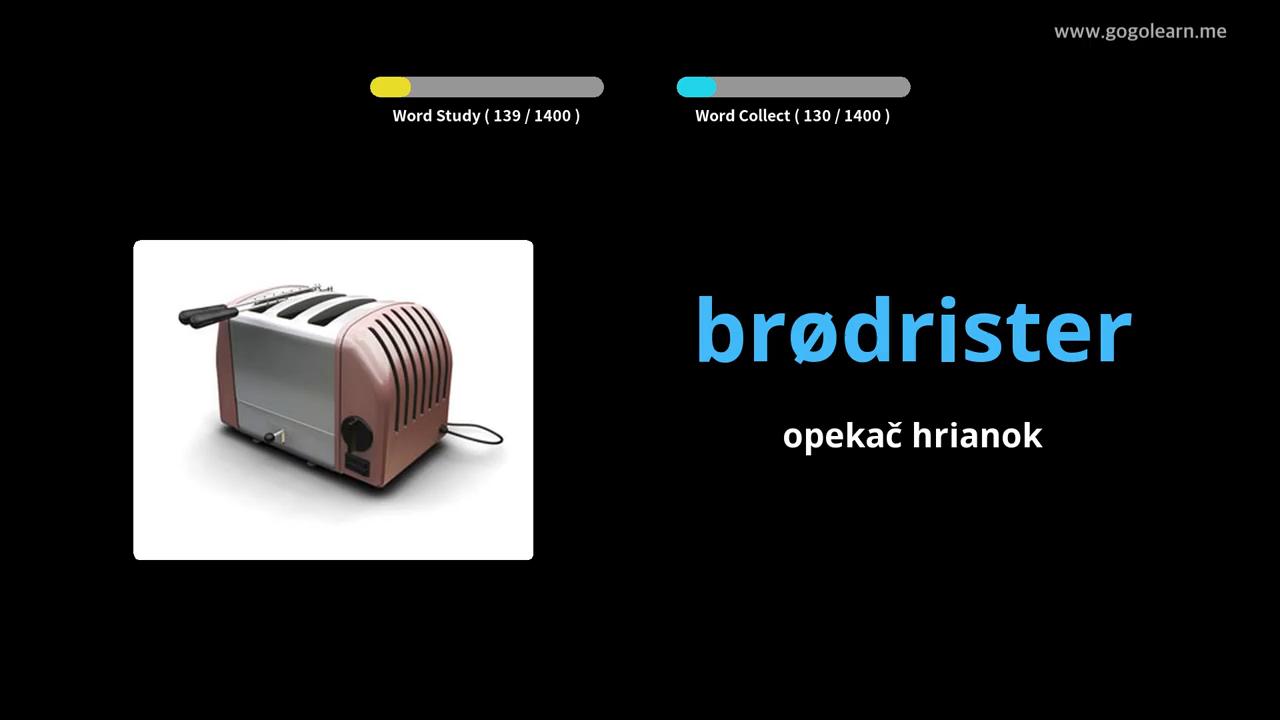 www.gogolearn.me
Word Study ( 139 / 1400 )
Word Collect ( 130 / 1400 )
brødrister
opekač hrianok